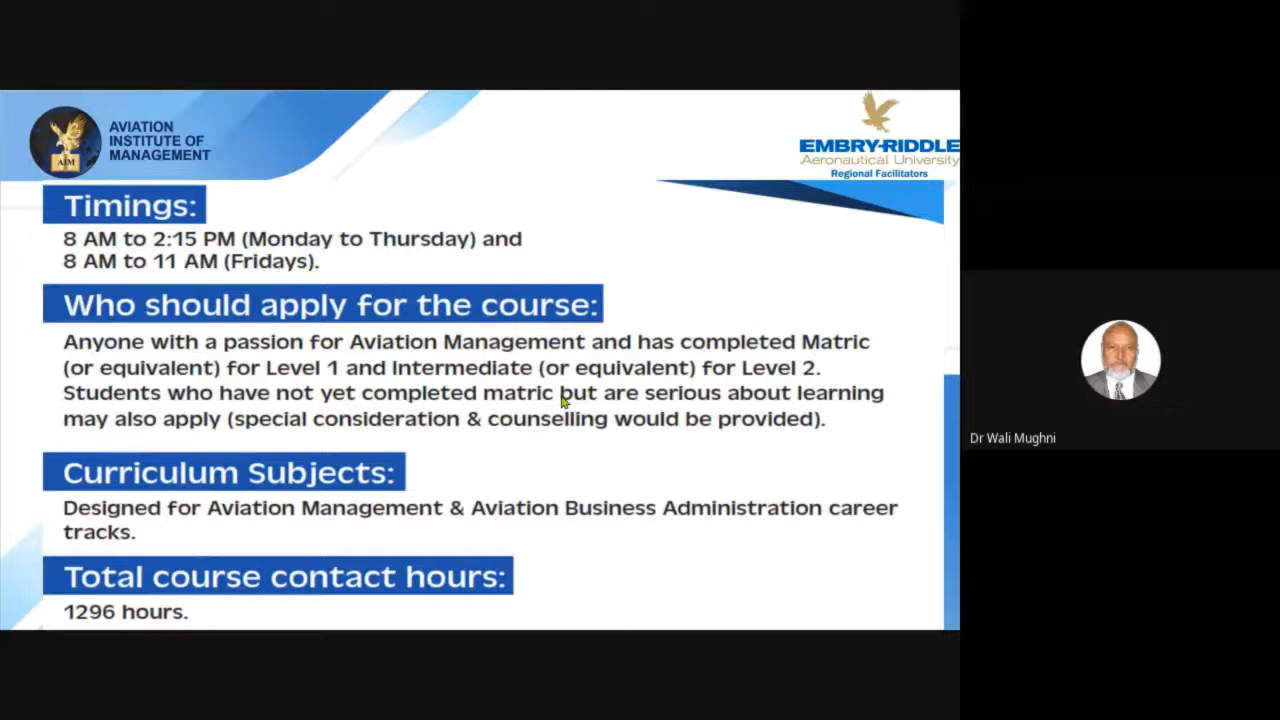 AVIATION
INSTITUTE OF
MANAGEMENT
AIM
EMBRY-RIDDLE
Aeronautical University
Regional Facilitators
Timings:
8 AM to 2:15 PM (Monday to Thursday) and
8 AM to 11 AM (Fridays).
Who should apply for the course:
Anyone with a passion for Aviation Management and has completed Matric
(or equivalent) for Level 1 and Intermediate (or equivalent) for Level 2.
Students who have not yet completed matric but are serious about learning
may also apply (special consideration & counselling would be provided).
Curriculum Subjects:
Designed for Aviation Management & Aviation Business Administration career
tracks.
Total course contact hours:
1296 hours.
Dr Wali Mughni